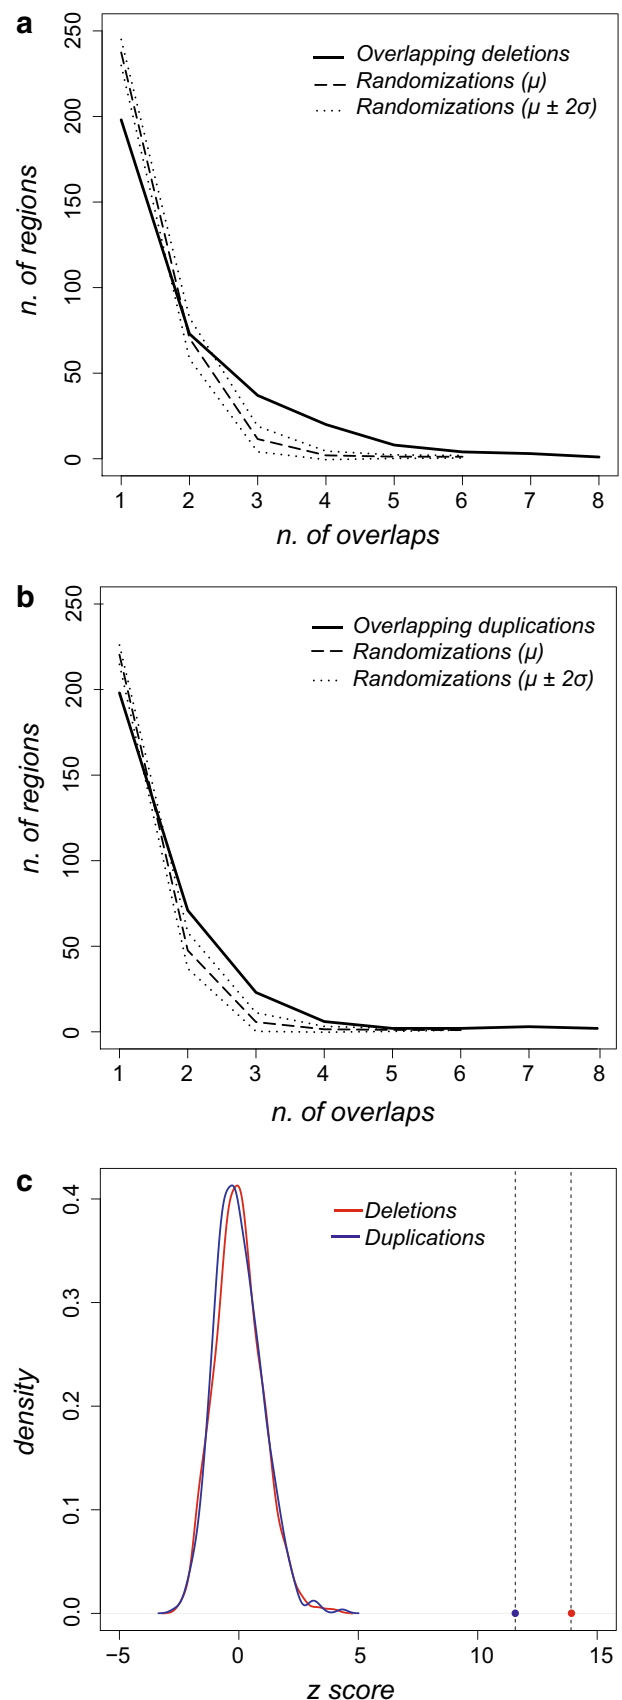 a
250
200
150
100
50
0
n. of regions
Overlapping deletions
Randomizations (μ)
Randomizations (μ ± 2σ)
1 2 3 4 5 6 7 8
n. of overlaps
b
250
200
150
100
50
0
n. of regions
Overlapping duplications
Randomizations (μ)
Randomizations (μ ± 2σ)
1 2 3 4 5 6 7 8
n. of overlaps
c
0.4
0.3
0.2
0.1
0.0
density
Deletions
Duplications
−5 0 5 10 15
z score